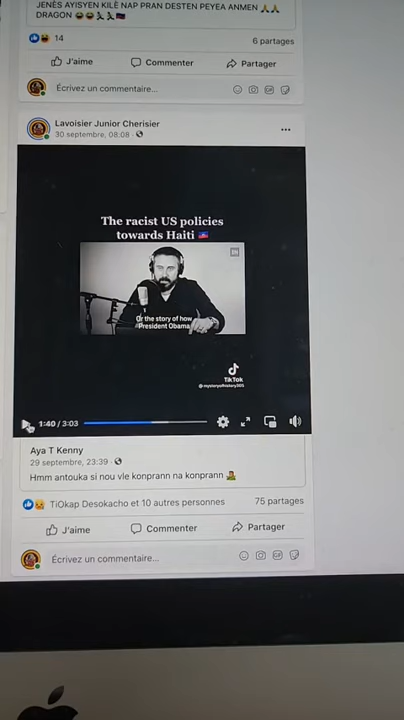 JENÈS AYISYEN KILÈ NAP PRAN DESTEN PEYEA ANMEN 🙏🙏
DRAGON 😂😂🏃🏃🇭🇹
14
6 partages
J'aime
Commenter
Partager
Écrivez un commentaire...
Lavoisier Junior Cherisier
30 septembre, 08:08
The racist US policies
towards Haiti 🇭🇹
Or the story of how
President Obama
TikTok
1:40 / 3:03
Aya T Kenny
29 septembre, 23:39
Hmm antouka si nou vle konprann na konprann
TiOkap Desokacho et 10 autres personnes
75 partages
J'aime
Commenter
Partager
Écrivez un commentaire...